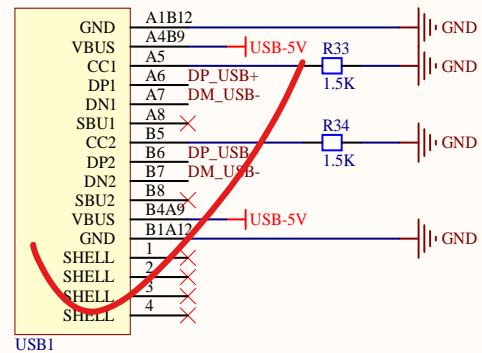 GND A1B12 GND
VBUS A4B9 USB-5V
CC1 A5 R33 1.5K GND
DP1 A6 DP_USB+
DN1 A7 DM_USB-
SBU1 A8
CC2 B5 R34 1.5K GND
DP2 B6 DP_USB
DN2 B7 DM_USB-
SBU2 B8
VBUS B4A9 USB-5V
GND B1A12 GND
SHELL 1
SHELL 2
SHELL 3
SHELL 4
USB1